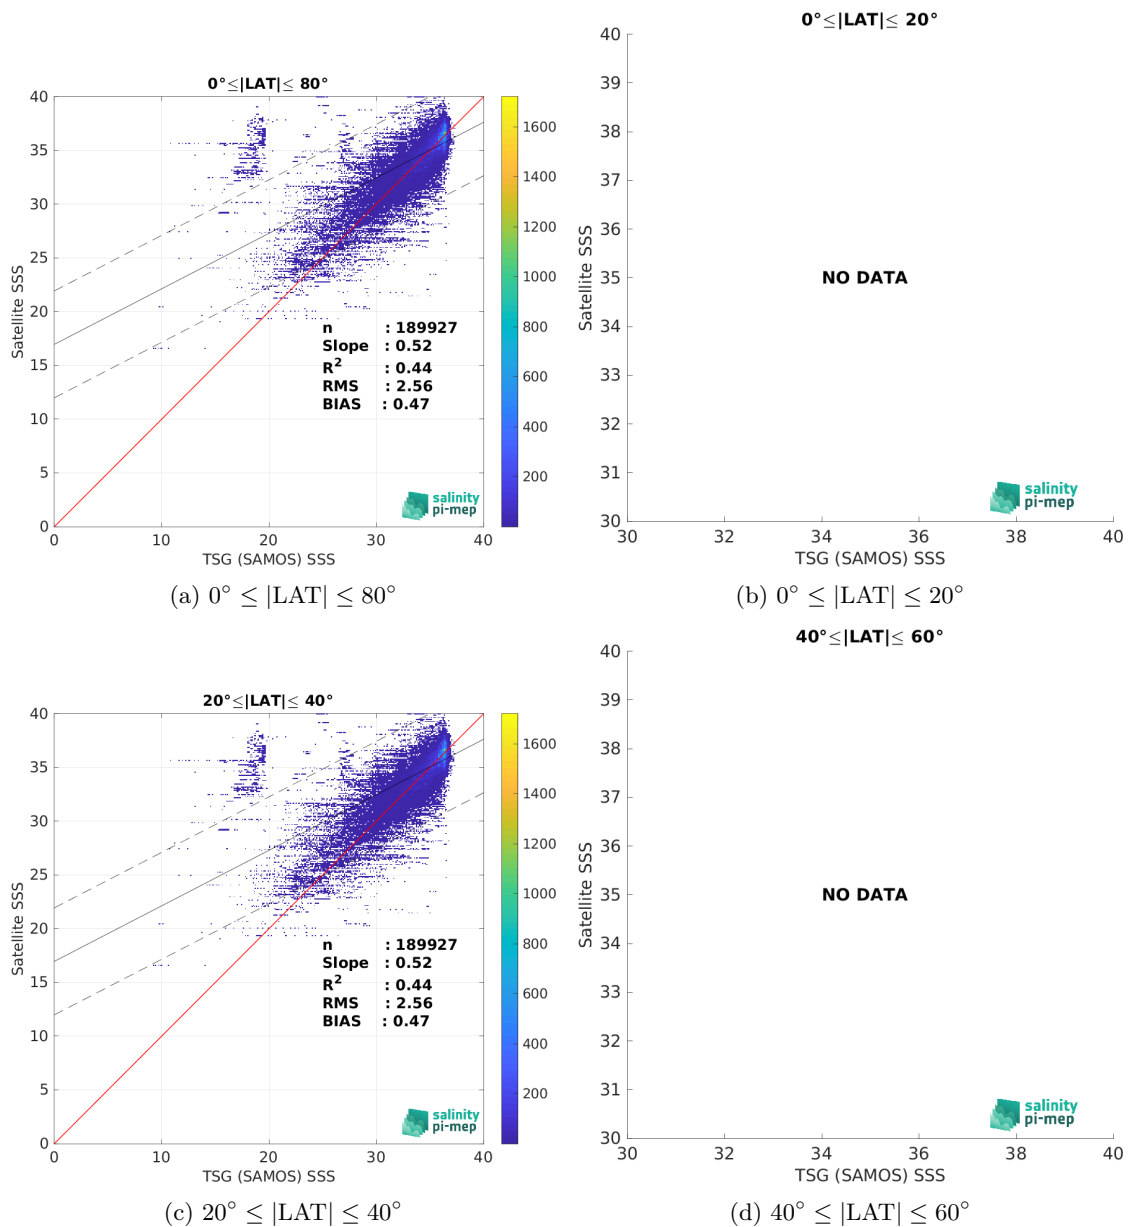 0°≤|LAT|≤ 80°
40
35
30
25
20
15
10
5
0
0
10
20
30
40
Satellite SSS
TSG (SAMOS) SSS
n : 189927
Slope : 0.52
R² : 0.44
RMS : 2.56
BIAS : 0.47
salinity
pi-mep
1600
1400
1200
1000
800
600
400
200
(a) 0° ≤ |LAT| ≤ 80°
0°≤|LAT|≤ 20°
40
39
38
37
36
35
34
33
32
31
30
30
32
34
36
38
40
Satellite SSS
TSG (SAMOS) SSS
NO DATA
salinity
pi-mep
(b) 0° ≤ |LAT| ≤ 20°
20°≤|LAT|≤ 40°
40
35
30
25
20
15
10
5
0
0
10
20
30
40
Satellite SSS
TSG (SAMOS) SSS
n : 189927
Slope : 0.52
R² : 0.44
RMS : 2.56
BIAS : 0.47
salinity
pi-mep
1600
1400
1200
1000
800
600
400
200
(c) 20° ≤ |LAT| ≤ 40°
40°≤|LAT|≤ 60°
40
39
38
37
36
35
34
33
32
31
30
30
32
34
36
38
40
Satellite SSS
TSG (SAMOS) SSS
NO DATA
salinity
pi-mep
(d) 40° ≤ |LAT| ≤ 60°